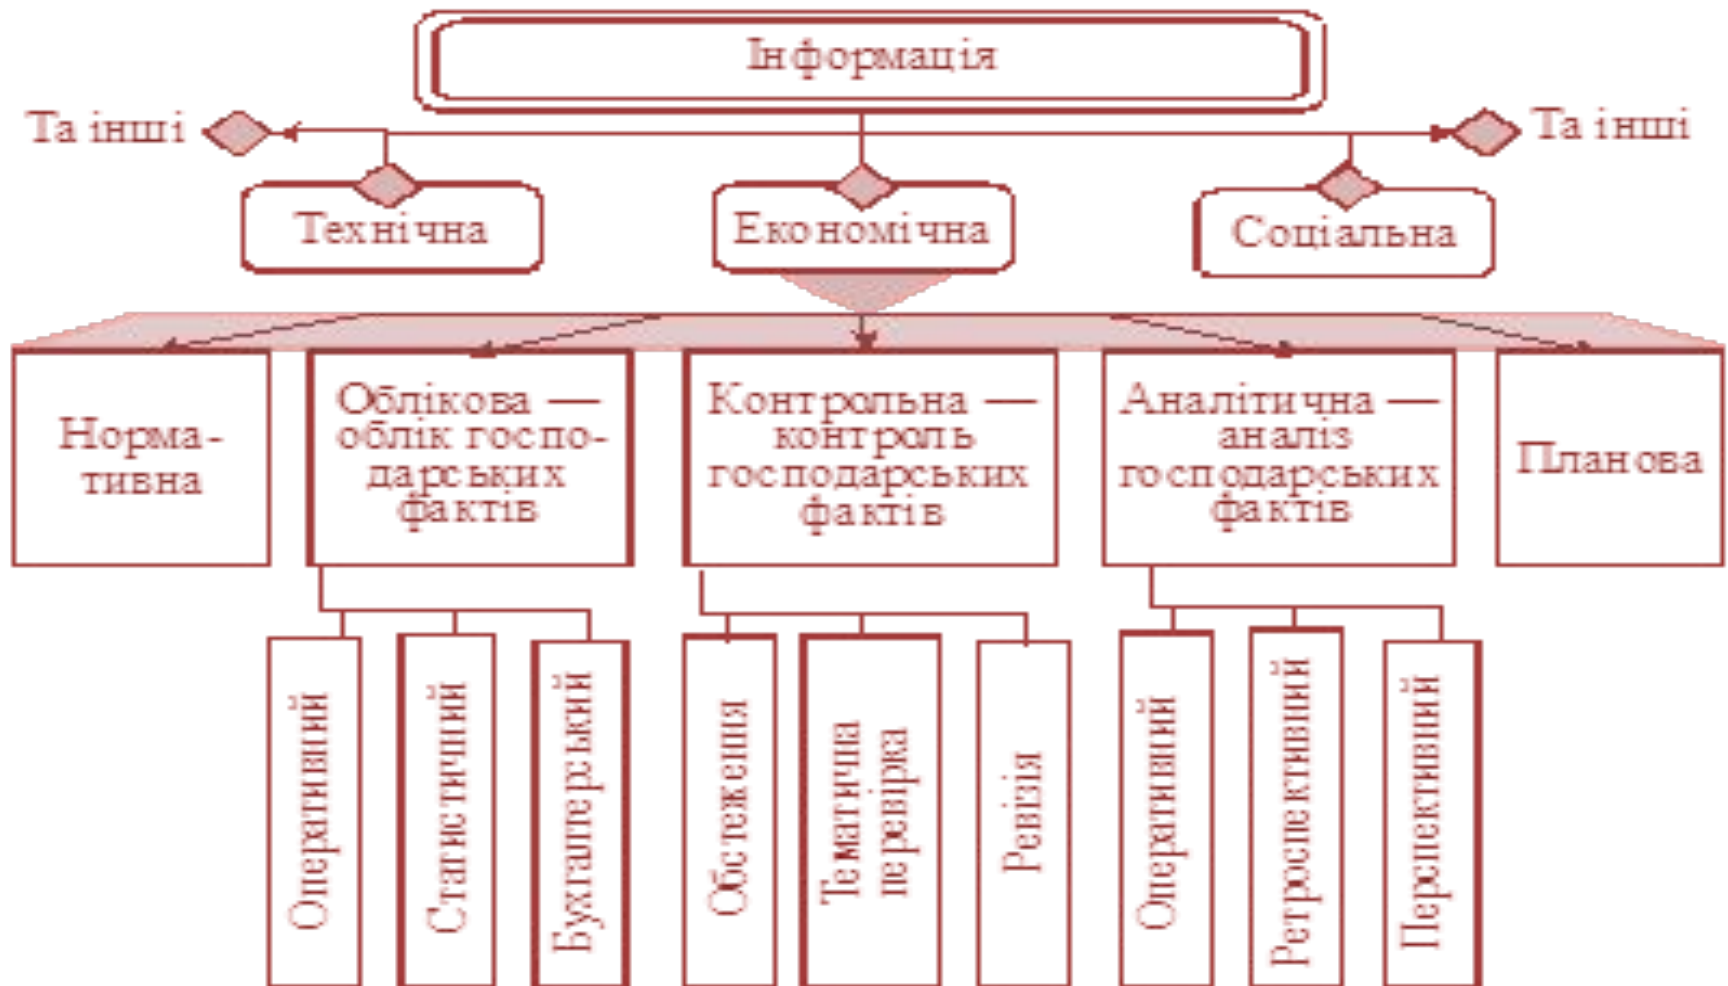 Інформація
Та інші
Та інші
Технічна
Економічна
Соціальна
Норма-
тивна
Облікова —
облік госпо-
дарських
фактів
Контрольна —
контроль
господарських
фактів
Аналітична —
аналіз
господарських
фактів
Планова
Оперативний
Статистичний
Бухгалтерський
Обстеження
Тематична
перевірка
Ревізія
Оперативний
Ретроспективний
Перспективний